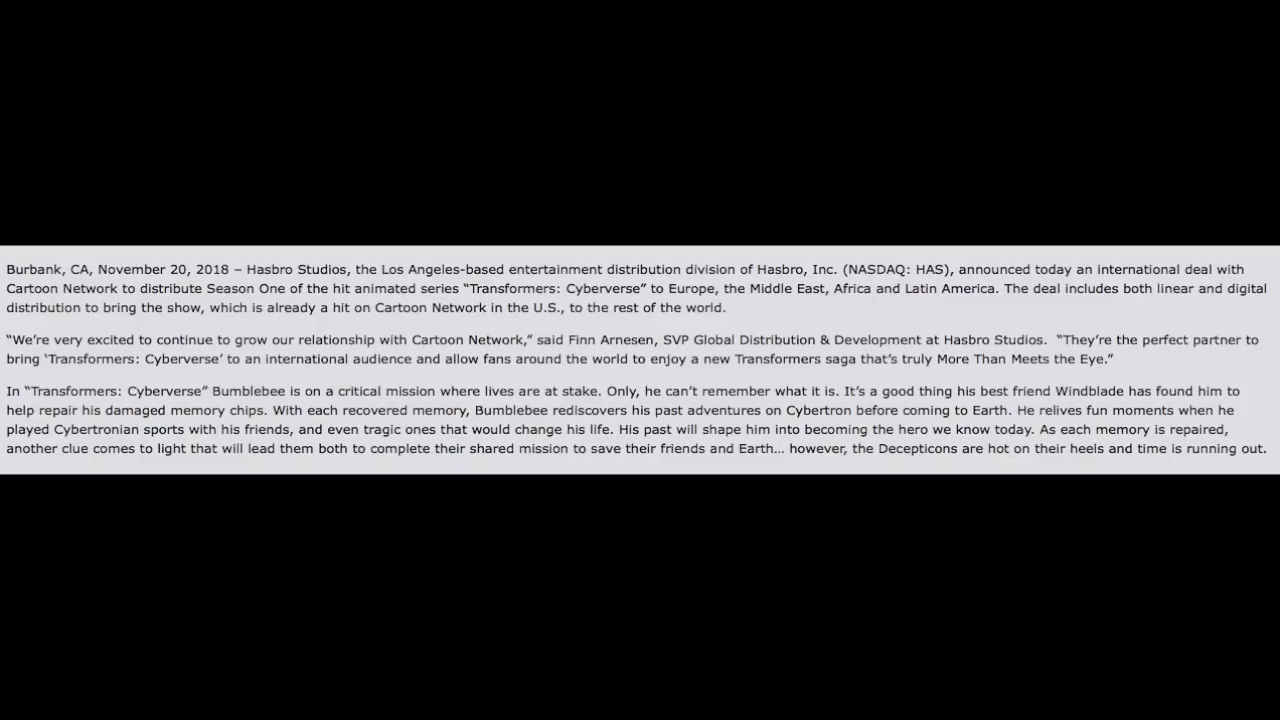 Burbank, CA, November 20, 2018 – Hasbro Studios, the Los Angeles-based entertainment distribution division of Hasbro, Inc. (NASDAQ: HAS), announced today an international deal with
Cartoon Network to distribute Season One of the hit animated series “Transformers: Cyberverse” to Europe, the Middle East, Africa and Latin America. The deal includes both linear and digital
distribution to bring the show, which is already a hit on Cartoon Network in the U.S., to the rest of the world.
“We’re very excited to continue to grow our relationship with Cartoon Network,” said Finn Arnesen, SVP Global Distribution & Development at Hasbro Studios.  “They’re the perfect partner to
bring ‘Transformers: Cyberverse’ to an international audience and allow fans around the world to enjoy a new Transformers saga that’s truly More Than Meets the Eye.”
In “Transformers: Cyberverse” Bumblebee is on a critical mission where lives are at stake. Only, he can’t remember what it is. It’s a good thing his best friend Windblade has found him to
help repair his damaged memory chips. With each recovered memory, Bumblebee rediscovers his past adventures on Cybertron before coming to Earth. He relives fun moments when he
played Cybertronian sports with his friends, and even tragic ones that would change his life. His past will shape him into becoming the hero we know today. As each memory is repaired,
another clue comes to light that will lead them both to complete their shared mission to save their friends and Earth… however, the Decepticons are hot on their heels and time is running out.